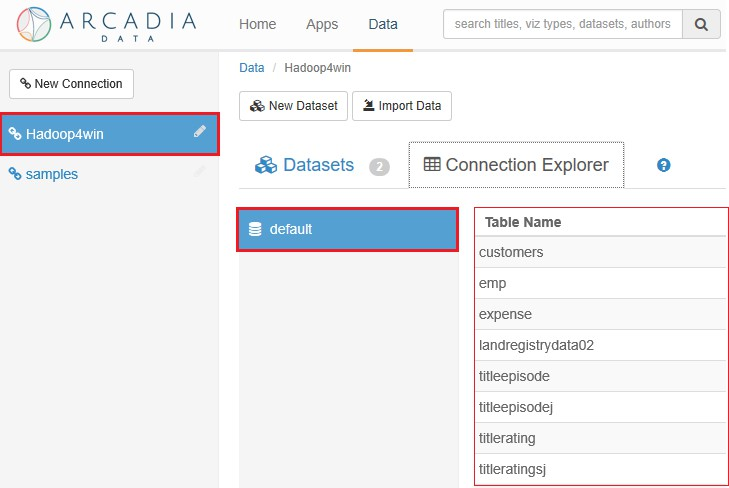 ARCADIA
DATA
Home Apps Data
search titles, viz types, datasets, authors
New Connection
Hadoop4win
samples
Data / Hadoop4win
New Dataset Import Data
Datasets 2 Connection Explorer ?
default
Table Name
customers
emp
expense
landregistrydata02
titleepisode
titleepisodej
titlerating
titleratingsj